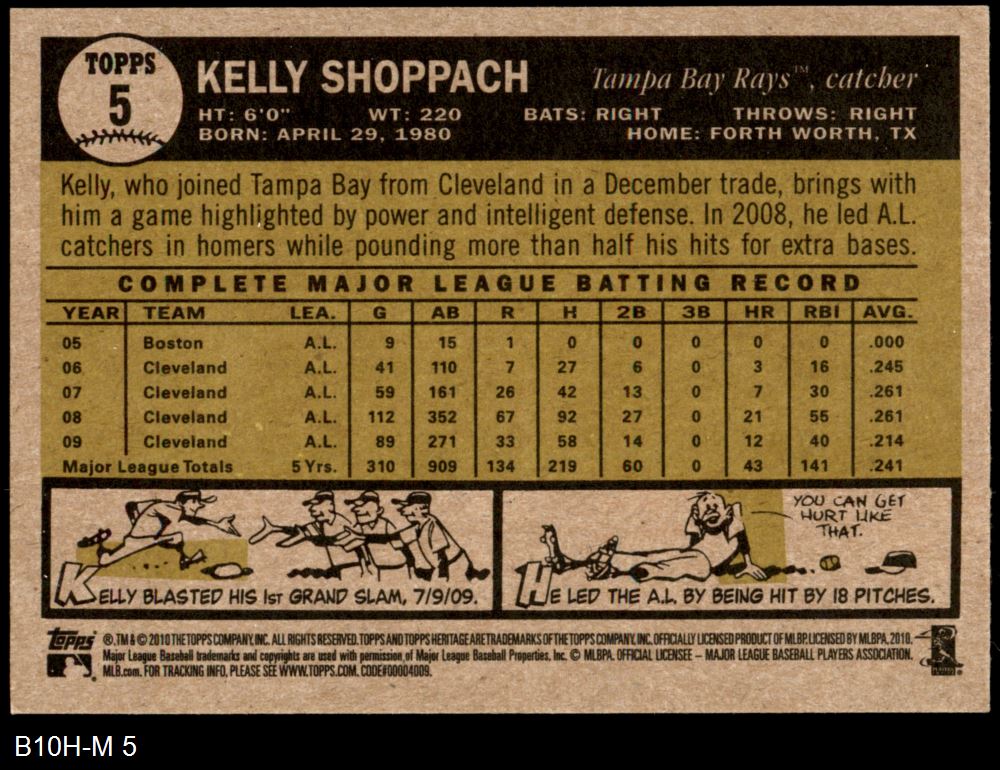 TOPPS
5
KELLY SHOPPACH
Tampa Bay Rays™, catcher
HT: 6'0" WT: 220 BATS: RIGHT THROWS: RIGHT
BORN: APRIL 29, 1980 HOME: FORTH WORTH, TX
Kelly, who joined Tampa Bay from Cleveland in a December trade, brings with
him a game highlighted by power and intelligent defense. In 2008, he led A.L.
catchers in homers while pounding more than half his hits for extra bases.
COMPLETE MAJOR LEAGUE BATTING RECORD
YEAR TEAM LEA. G AB R H 2B 3B HR RBI AVG.
05 Boston A.L. 9 15 1 0 0 0 0 0 .000
06 Cleveland A.L. 41 110 7 27 6 0 3 16 .245
07 Cleveland A.L. 59 161 26 42 13 0 7 30 .261
08 Cleveland A.L. 112 352 67 92 27 0 21 55 .261
09 Cleveland A.L. 89 271 33 58 14 0 12 40 .214
Major League Totals 5 Yrs. 310 909 134 219 60 0 43 141 .241
KELLY BLASTED HIS 1ST GRAND SLAM, 7/9/09.
YOU CAN GET
HURT LIKE
THAT.
HE LED THE A.L. BY BEING HIT BY 18 PITCHES.
Topps ®,TM & © 2010 THE TOPPS COMPANY, INC. ALL RIGHTS RESERVED. TOPPS AND TOPPS HERITAGE ARE TRADEMARKS OF THE TOPPS COMPANY, INC. OFFICIALLY LICENSED PRODUCT OF MLBP. LICENSED BY MLBPA, 2010.
Major League Baseball trademarks and copyrights are used with permission of Major League Baseball Properties, Inc. © MLBPA. OFFICIAL LICENSEE – MAJOR LEAGUE BASEBALL PLAYERS ASSOCIATION.
MLB.com. FOR TRACKING INFO, PLEASE SEE WWW.TOPPS.COM. CODE#00004009.
B10H-M 5